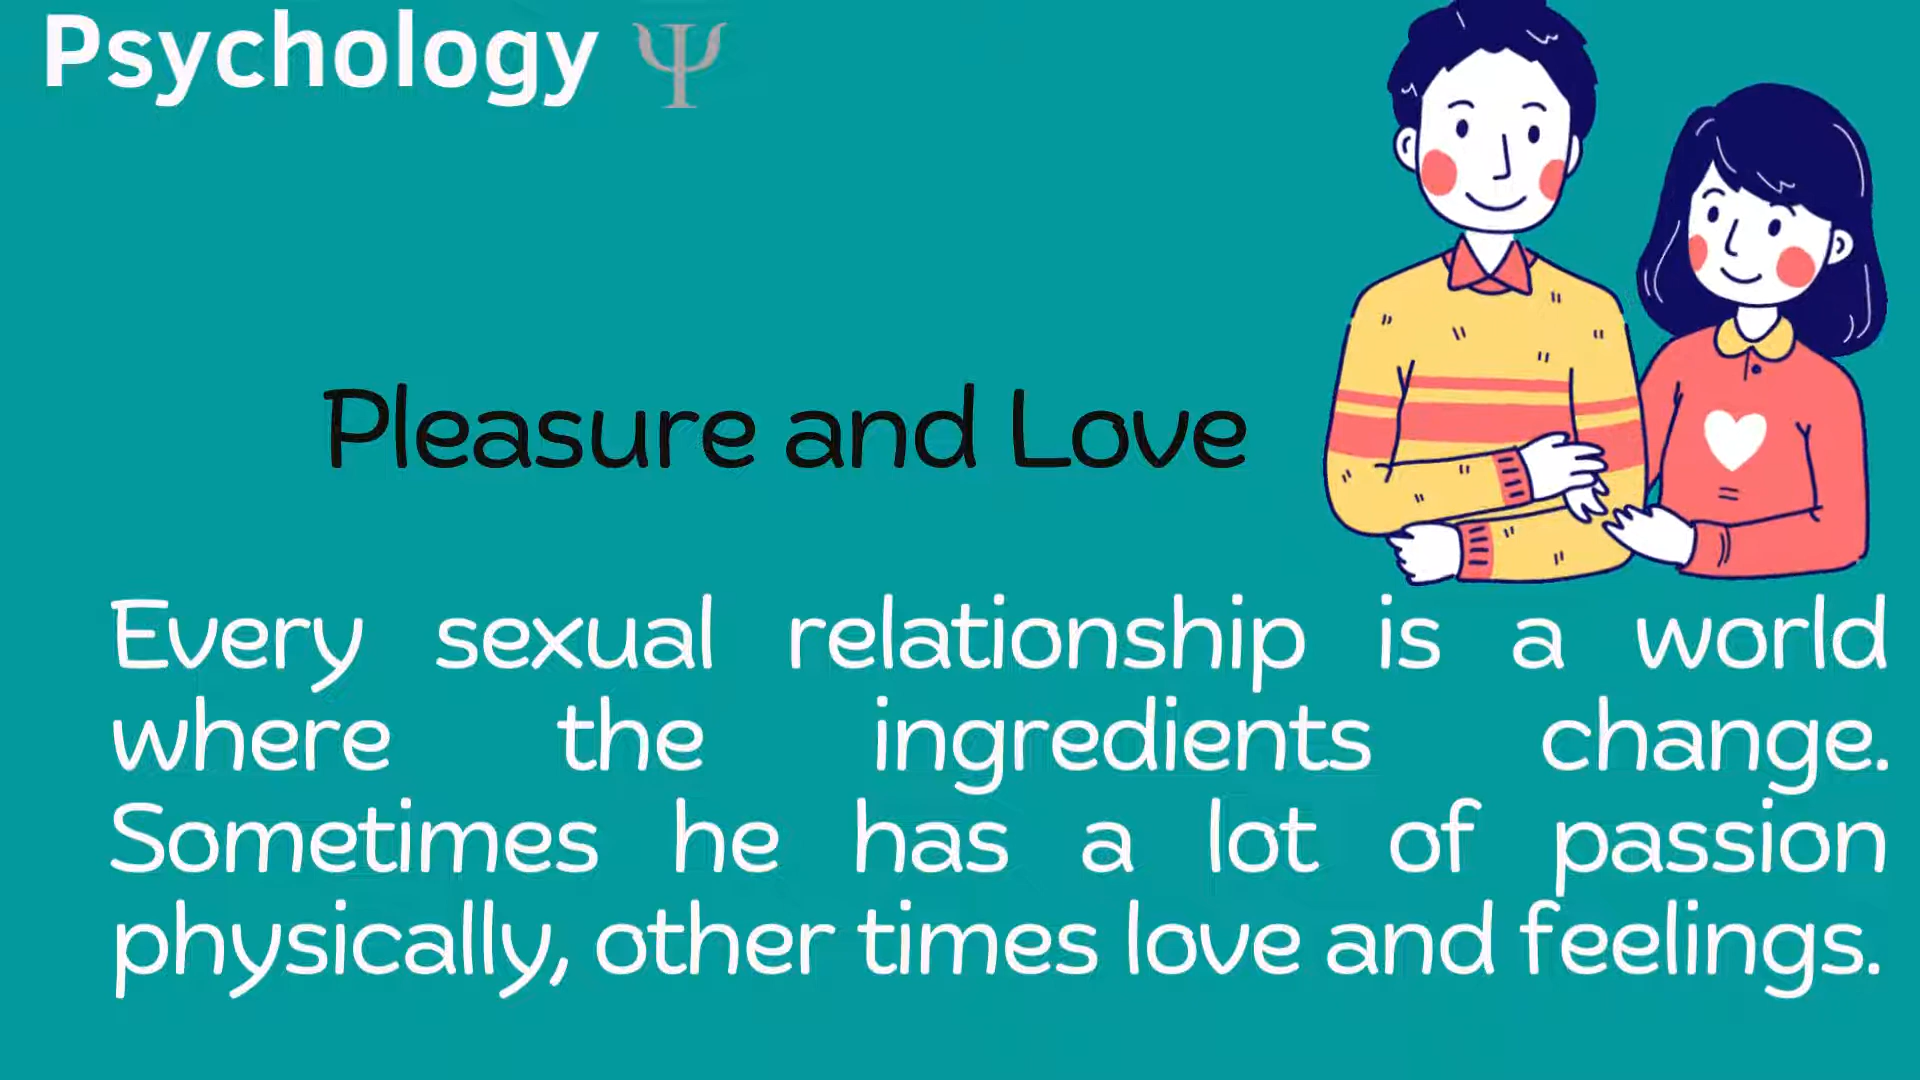 Psychology Ψ
Pleasure and Love
Every sexual relationship is a world
where the ingredients change.
Sometimes he has a lot of passion
physically, other times love and feelings.